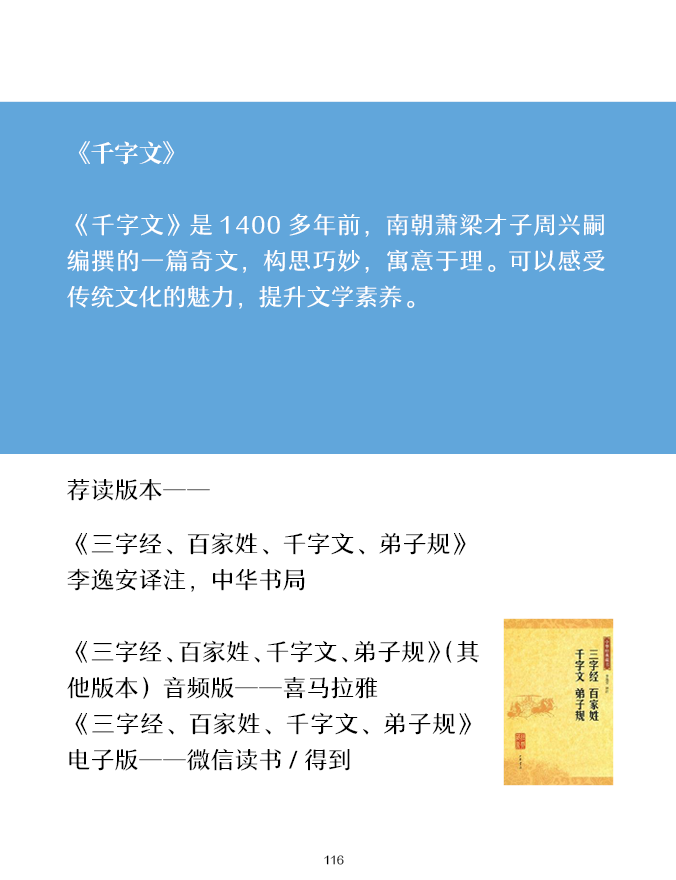 《千字文》
《千字文》是 1400 多年前，南朝萧梁才子周兴嗣
编撰的一篇奇文，构思巧妙，寓意于理。可以感受
传统文化的魅力，提升文学素养。
荐读版本——
《三字经、百家姓、千字文、弟子规》
李逸安译注，中华书局
《三字经、百家姓、千字文、弟子规》（其
他版本）音频版——喜马拉雅
《三字经、百家姓、千字文、弟子规》
电子版——微信读书 / 得到
三字经 百家姓
千字文 弟子规
116